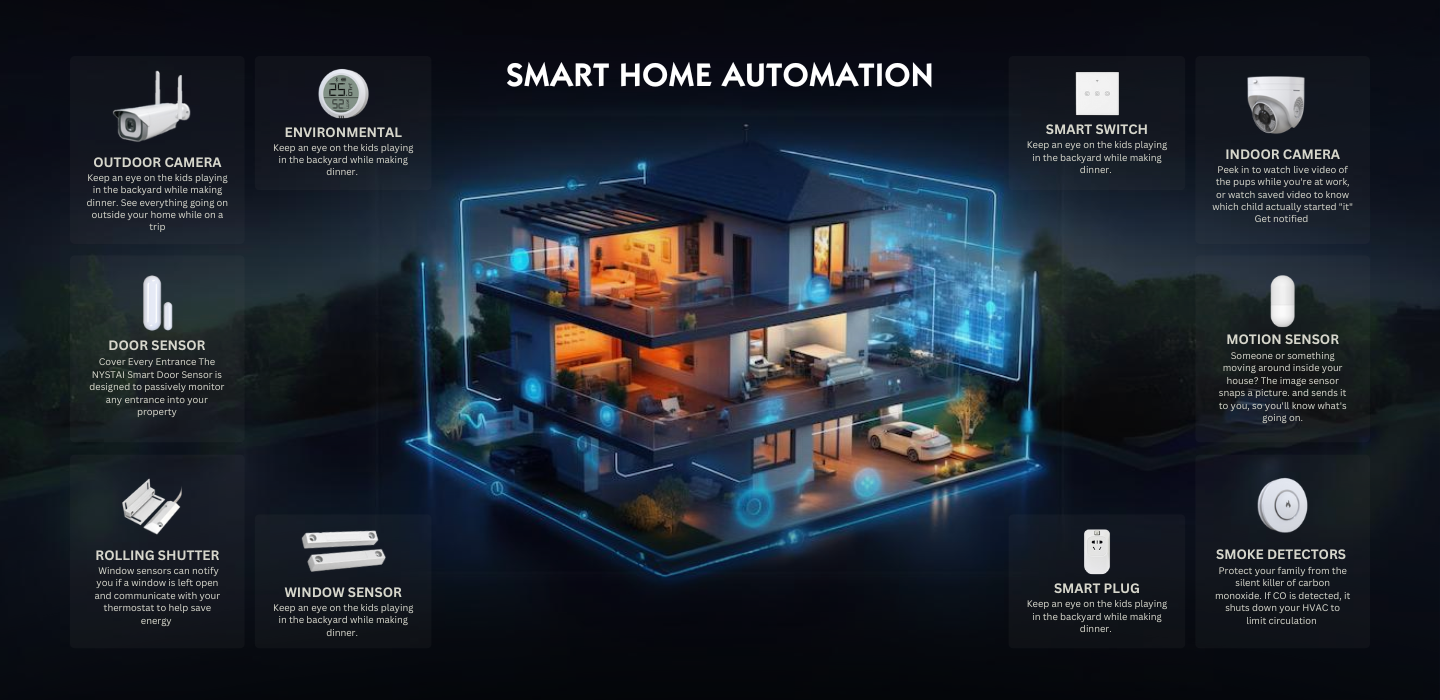 SMART HOME AUTOMATION
OUTDOOR CAMERA
Keep an eye on the kids playing
in the backyard while making
dinner. See everything going on
outside your home while on a
trip
ENVIRONMENTAL
Keep an eye on the kids playing
in the backyard while making
dinner.
SMART SWITCH
Keep an eye on the kids playing
in the backyard while making
dinner.
INDOOR CAMERA
Peek in to watch live video of
the pups while you're at work,
or watch saved video to know
which child actually started "it"
Get notified
DOOR SENSOR
Cover Every Entrance The
NYSTAI Smart Door Sensor is
designed to passively monitor
any entrance into your
property
MOTION SENSOR
Someone or something
moving around inside your
house? The image sensor
snaps a picture. and sends it
to you, so you'll know what's
going on.
ROLLING SHUTTER
Window sensors can notify
you if a window is left open
and communicate with your
thermostat to help save
energy
WINDOW SENSOR
Keep an eye on the kids playing
in the backyard while making
dinner.
SMART PLUG
Keep an eye on the kids playing
in the backyard while making
dinner.
SMOKE DETECTORS
Protect your family from the
silent killer of carbon
monoxide. If CO is detected, it
shuts down your HVAC to
limit circulation